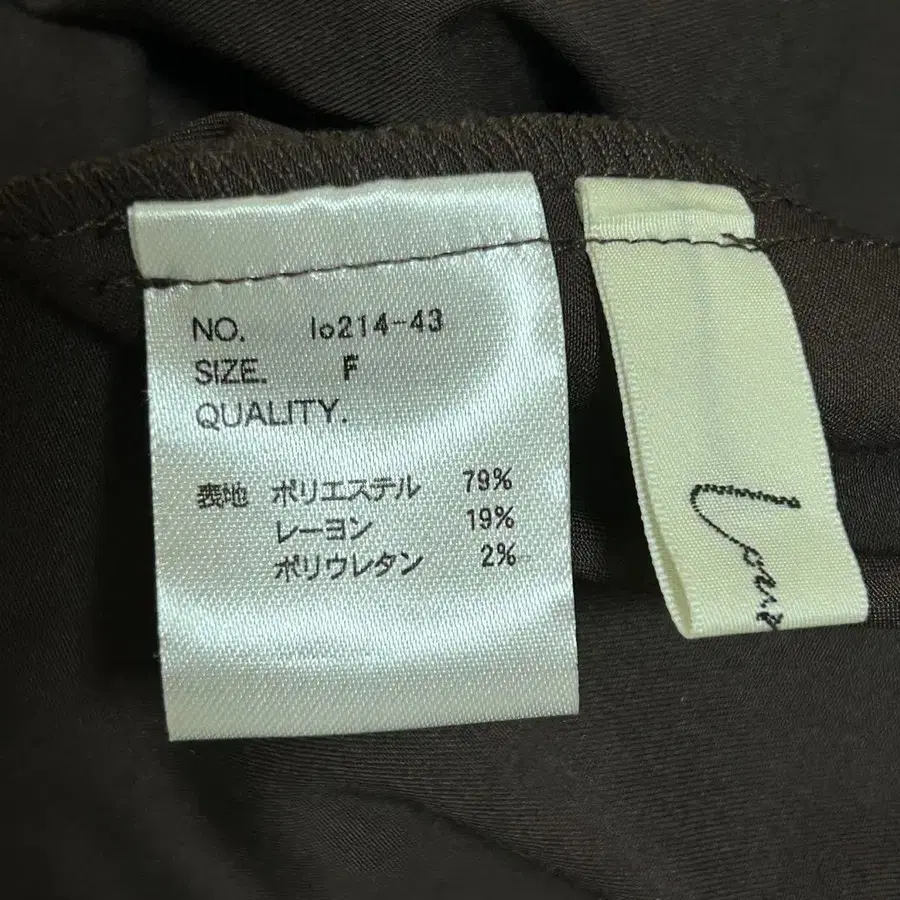 NO. lo214-43
SIZE. F
QUALITY.
表地 ポリエステル 79%
レーヨン 19%
ポリウレタン 2%